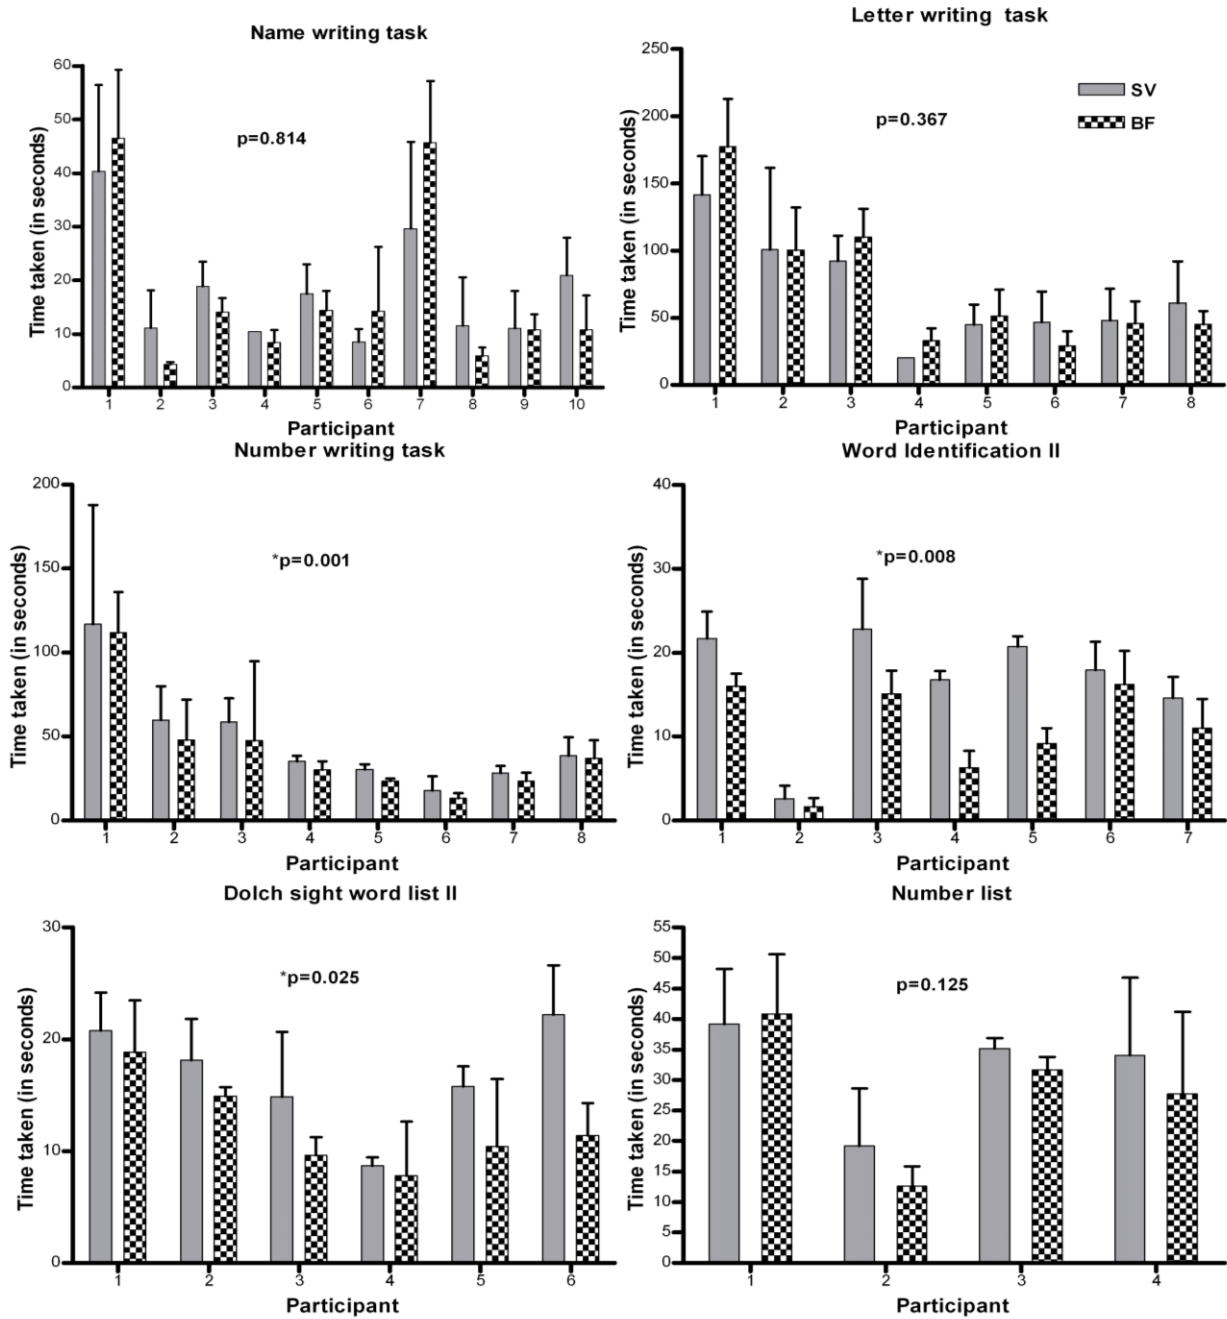 Name writing task
Time taken (in seconds)
60
50
40
30
20
10
0
p=0.814
1 2 3 4 5 6 7 8 9 10
Participant
Letter writing task
Time taken (in seconds)
250
200
150
100
50
0
p=0.367
SV
BF
1 2 3 4 5 6 7 8
Participant
Number writing task
Time taken (in seconds)
200
150
100
50
0
*p=0.001
1 2 3 4 5 6 7 8
Participant
Word Identification II
Time taken (in seconds)
40
30
20
10
0
*p=0.008
1 2 3 4 5 6 7
Participant
Dolch sight word list II
Time taken (in seconds)
30
20
10
0
*p=0.025
1 2 3 4 5 6
Participant
Number list
Time taken (in seconds)
55
50
45
40
35
30
25
20
15
10
5
0
p=0.125
1 2 3 4
Participant